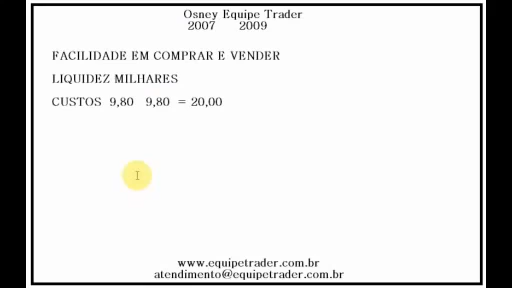 Osney Equipe Trader
2007 2009
FACILIDADE EM COMPRAR E VENDER
LIQUIDEZ MILHARES
CUSTOS 9,80 9,80 = 20,00
www.equipetrader.com.br
atendimento@equipetrader.com.br